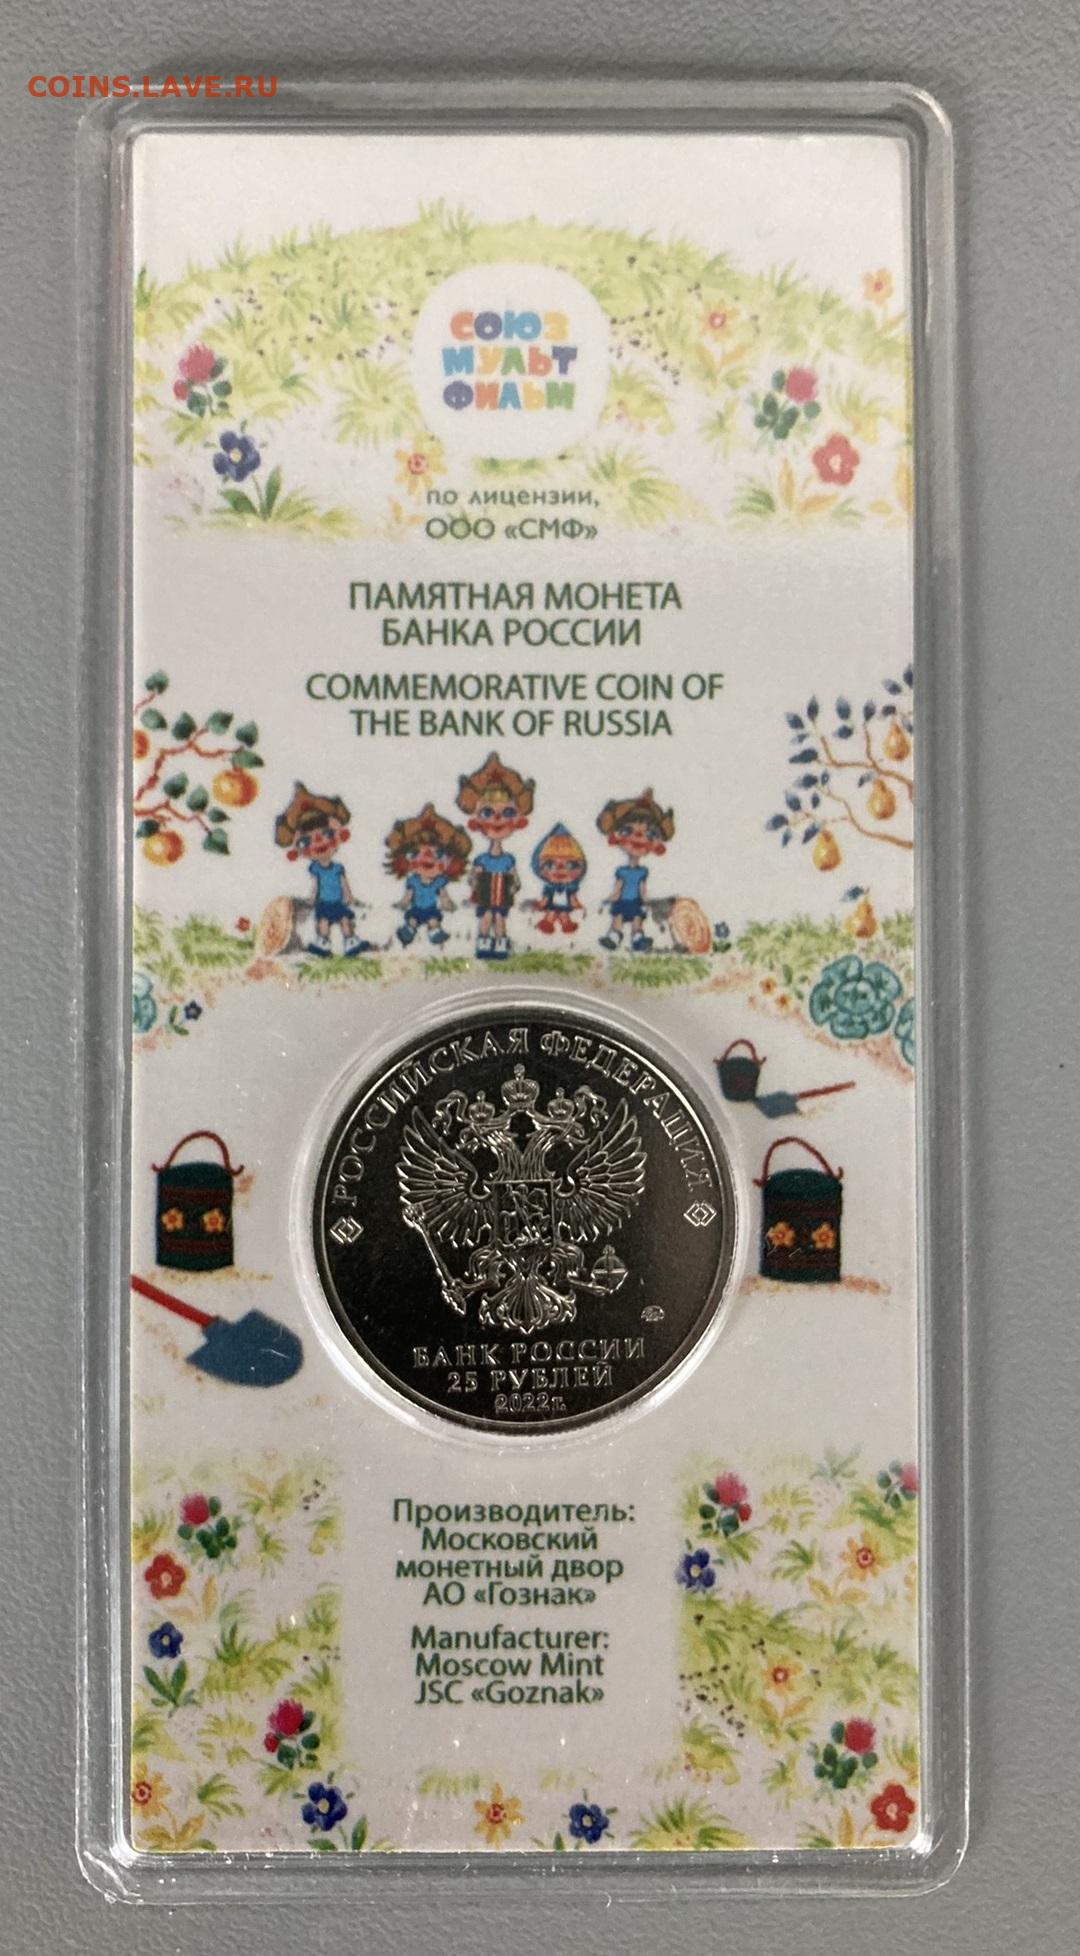 COINS.LAVE.RU
СОЮЗ
МУЛЬТ
ФИЛЬМ
по лицензии,
ООО «СМФ»
ПАМЯТНАЯ МОНЕТА
БАНКА РОССИИ
COMMEMORATIVE COIN OF
THE BANK OF RUSSIA
РОССИЙСКАЯ ФЕДЕРАЦИЯ
БАНК РОССИИ
25 РУБЛЕЙ
2022 г.
Производитель:
Московский
монетный двор
АО «Гознак»
Manufacturer:
Moscow Mint
JSC «Goznak»